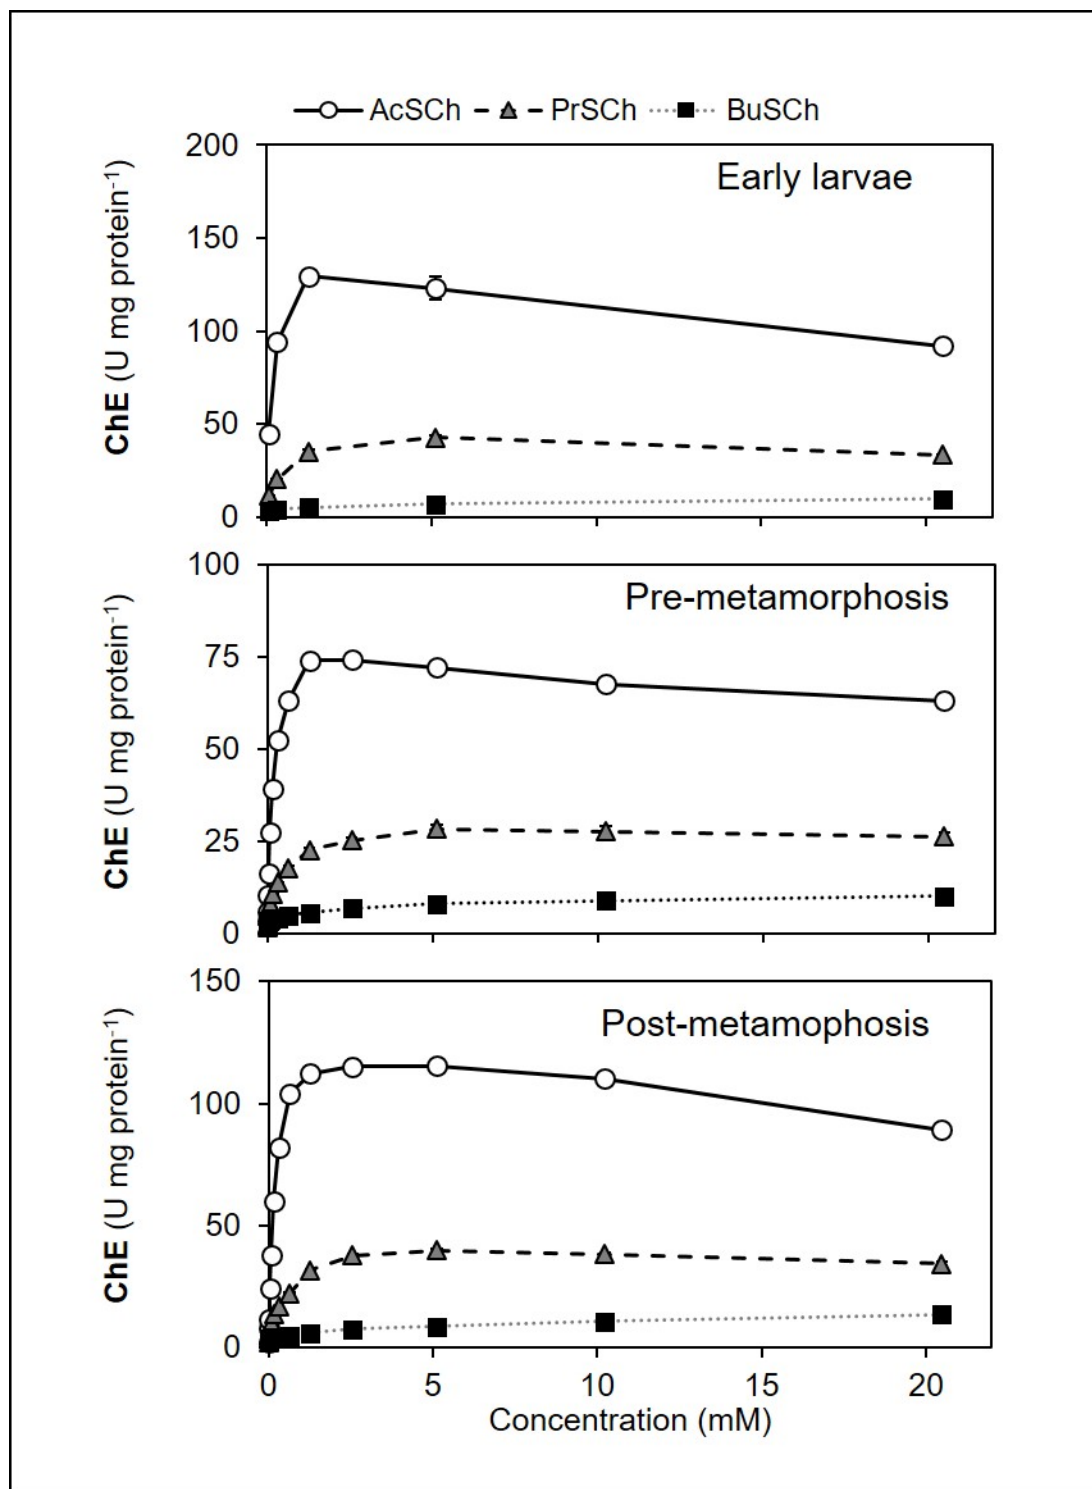 AcSCh PrSCh BuSCh
Early larvae
200
150
100
50
0
ChE (U mg protein⁻¹)
Pre-metamorphosis
100
75
50
25
0
ChE (U mg protein⁻¹)
Post-metamophosis
150
100
50
0
ChE (U mg protein⁻¹)
0 5 10 15 20
Concentration (mM)